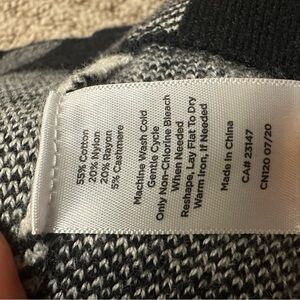 55% Cotton
20% Nylon
20% Rayon
5% Cashmere
Machine Wash Cold
Gentle Cycle
Only Non-Chlorine Bleach
When Needed
Reshape, Lay Flat To Dry
Warm Iron, If Needed
Made In China
CA# 23147
CN120 07/20